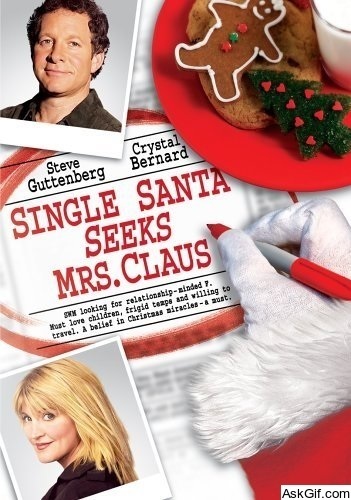 Steve Guttenberg
Crystal Bernard
SINGLE SANTA
SEEKS
MRS. CLAUS
SWM looking for relationship-minded F.
Must love children, frigid temps and willing to
travel. A belief in Christmas miracles-a must.
AskGif.com